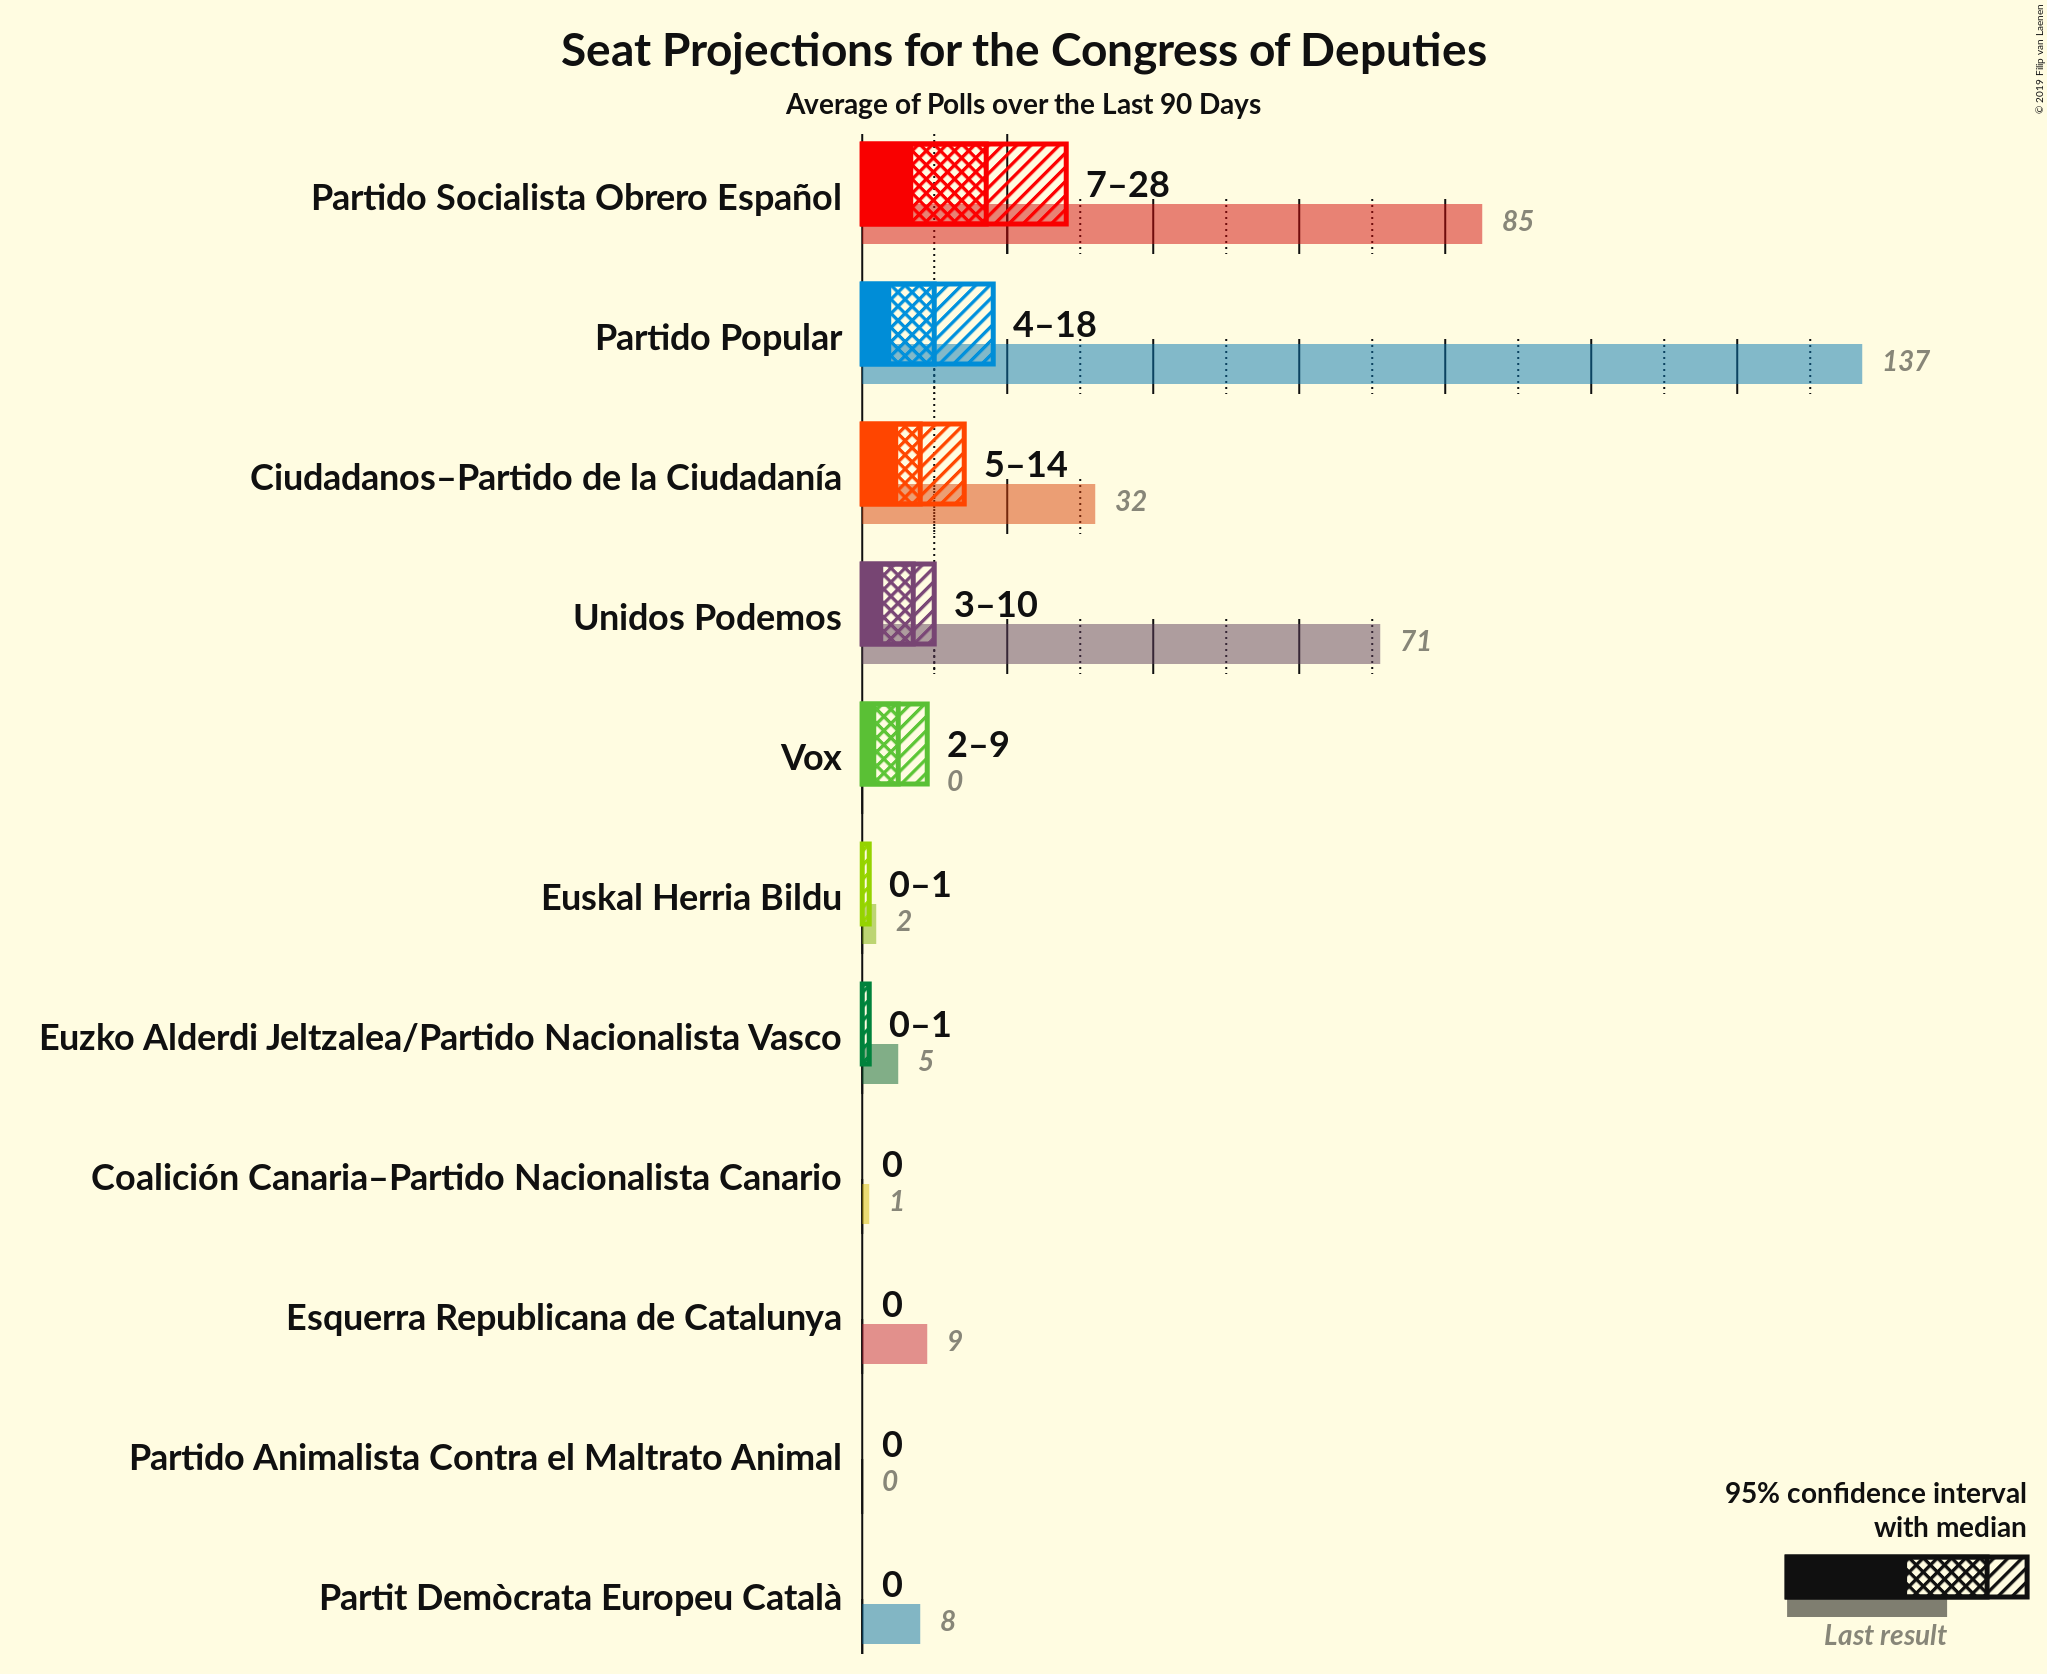 Seat Projections for the Congress of Deputies
Average of Polls over the Last 90 Days
© 2019 Filip van Laenen
Partido Socialista Obrero Español
7–28
85
Partido Popular
4–18
137
Ciudadanos–Partido de la Ciudadanía
5–14
32
Unidos Podemos
3–10
71
Vox
2–9
0
Euskal Herria Bildu
0–1
2
Euzko Alderdi Jeltzalea/Partido Nacionalista Vasco
0–1
5
Coalición Canaria–Partido Nacionalista Canario
0
1
Esquerra Republicana de Catalunya
0
9
Partido Animalista Contra el Maltrato Animal
0
0
Partit Demòcrata Europeu Català
0
8
95% confidence interval
with median
Last result